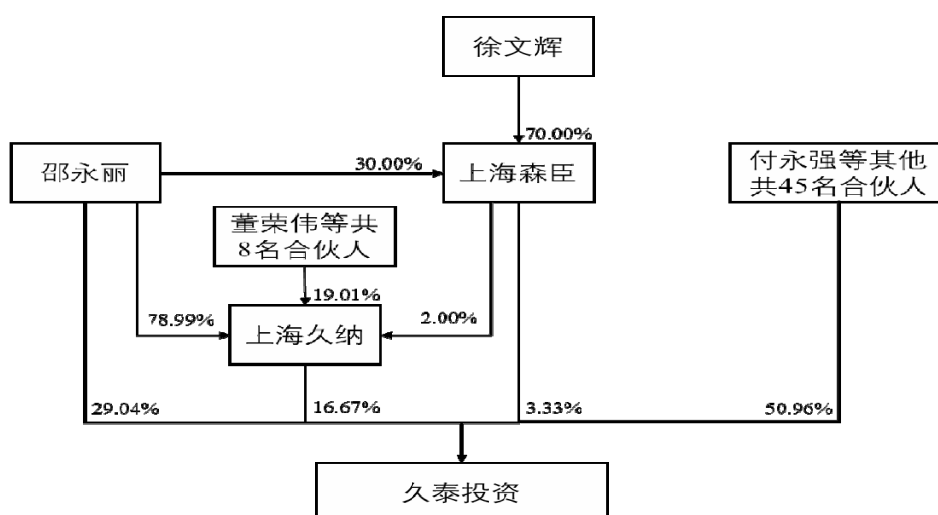 徐文辉
70.00%
邵永丽
30.00%
上海森臣
付永强等其他
共45名合伙人
董荣伟等共
8名合伙人
19.01%
78.99%
上海久纳
2.00%
29.04%
16.67%
3.33%
50.96%
久泰投资